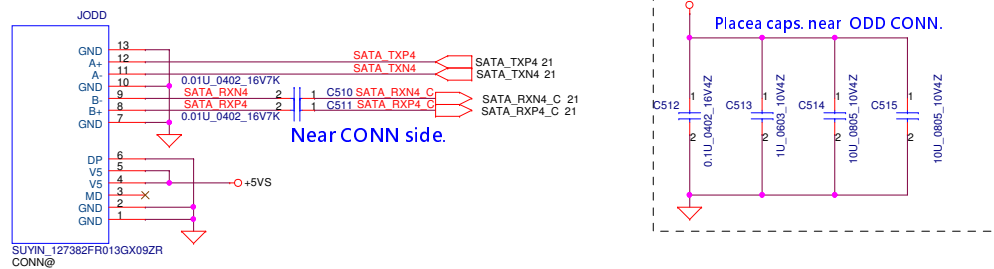 JODD
GND 13
A+ 12 SATA_TXP4 SATA_TXP4 21
A- 11 SATA_TXN4 SATA_TXN4 21
GND 10 0.01U_0402_16V7K
B- 9 SATA_RXN4 2 1 C510 SATA_RXN4_C SATA_RXN4_C 21
B+ 8 SATA_RXP4 2 1 C511 SATA_RXP4_C SATA_RXP4_C 21
GND 7 0.01U_0402_16V7K
Near CONN side.
DP 6
V5 5
V5 4 +5VS
MD 3
GND 2
GND 1
SUYIN_127382FR013GX09ZR
CONN@
Placea caps. near ODD CONN.
C512 1 2 0.1U_0402_16V4Z
C513 1 2 1U_0603_10V4Z
C514 1 2 10U_0805_10V4Z
C515 1 2 10U_0805_10V4Z